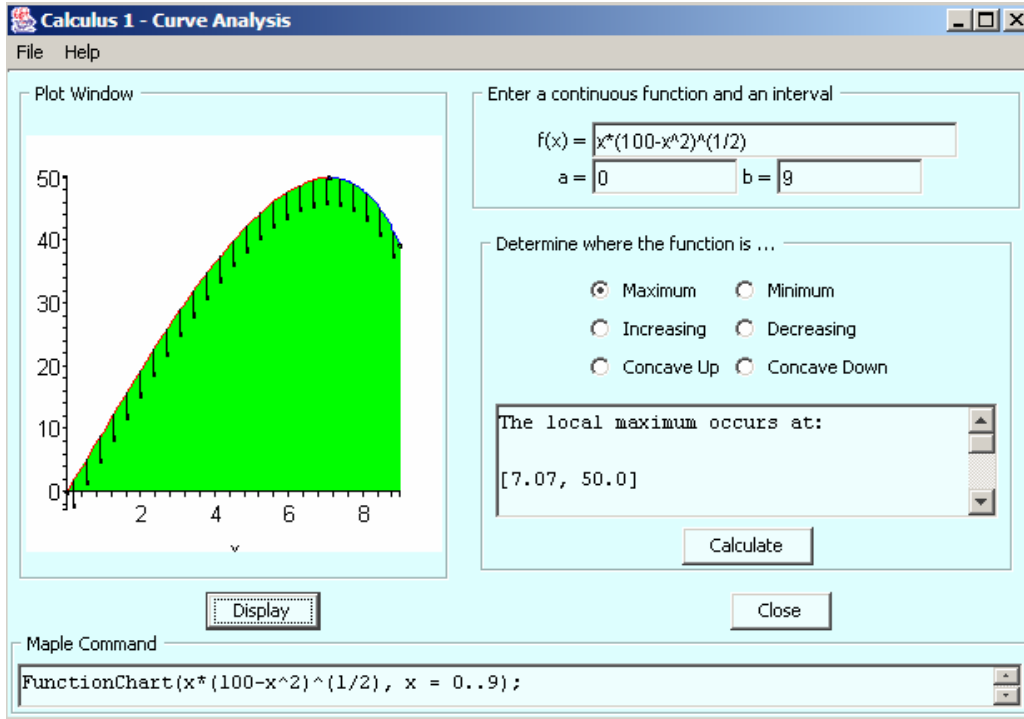 Calculus 1 - Curve Analysis
File Help
Plot Window
50
40
30
20
10
0
2 4 6 8
x
Enter a continuous function and an interval
f(x) = x*(100-x^2)^(1/2)
a = 0 b = 9
Determine where the function is ...
Maximum Minimum
Increasing Decreasing
Concave Up Concave Down
The local maximum occurs at:
[7.07, 50.0]
Calculate
Display
Close
Maple Command
FunctionChart(x*(100-x^2)^(1/2), x = 0..9);